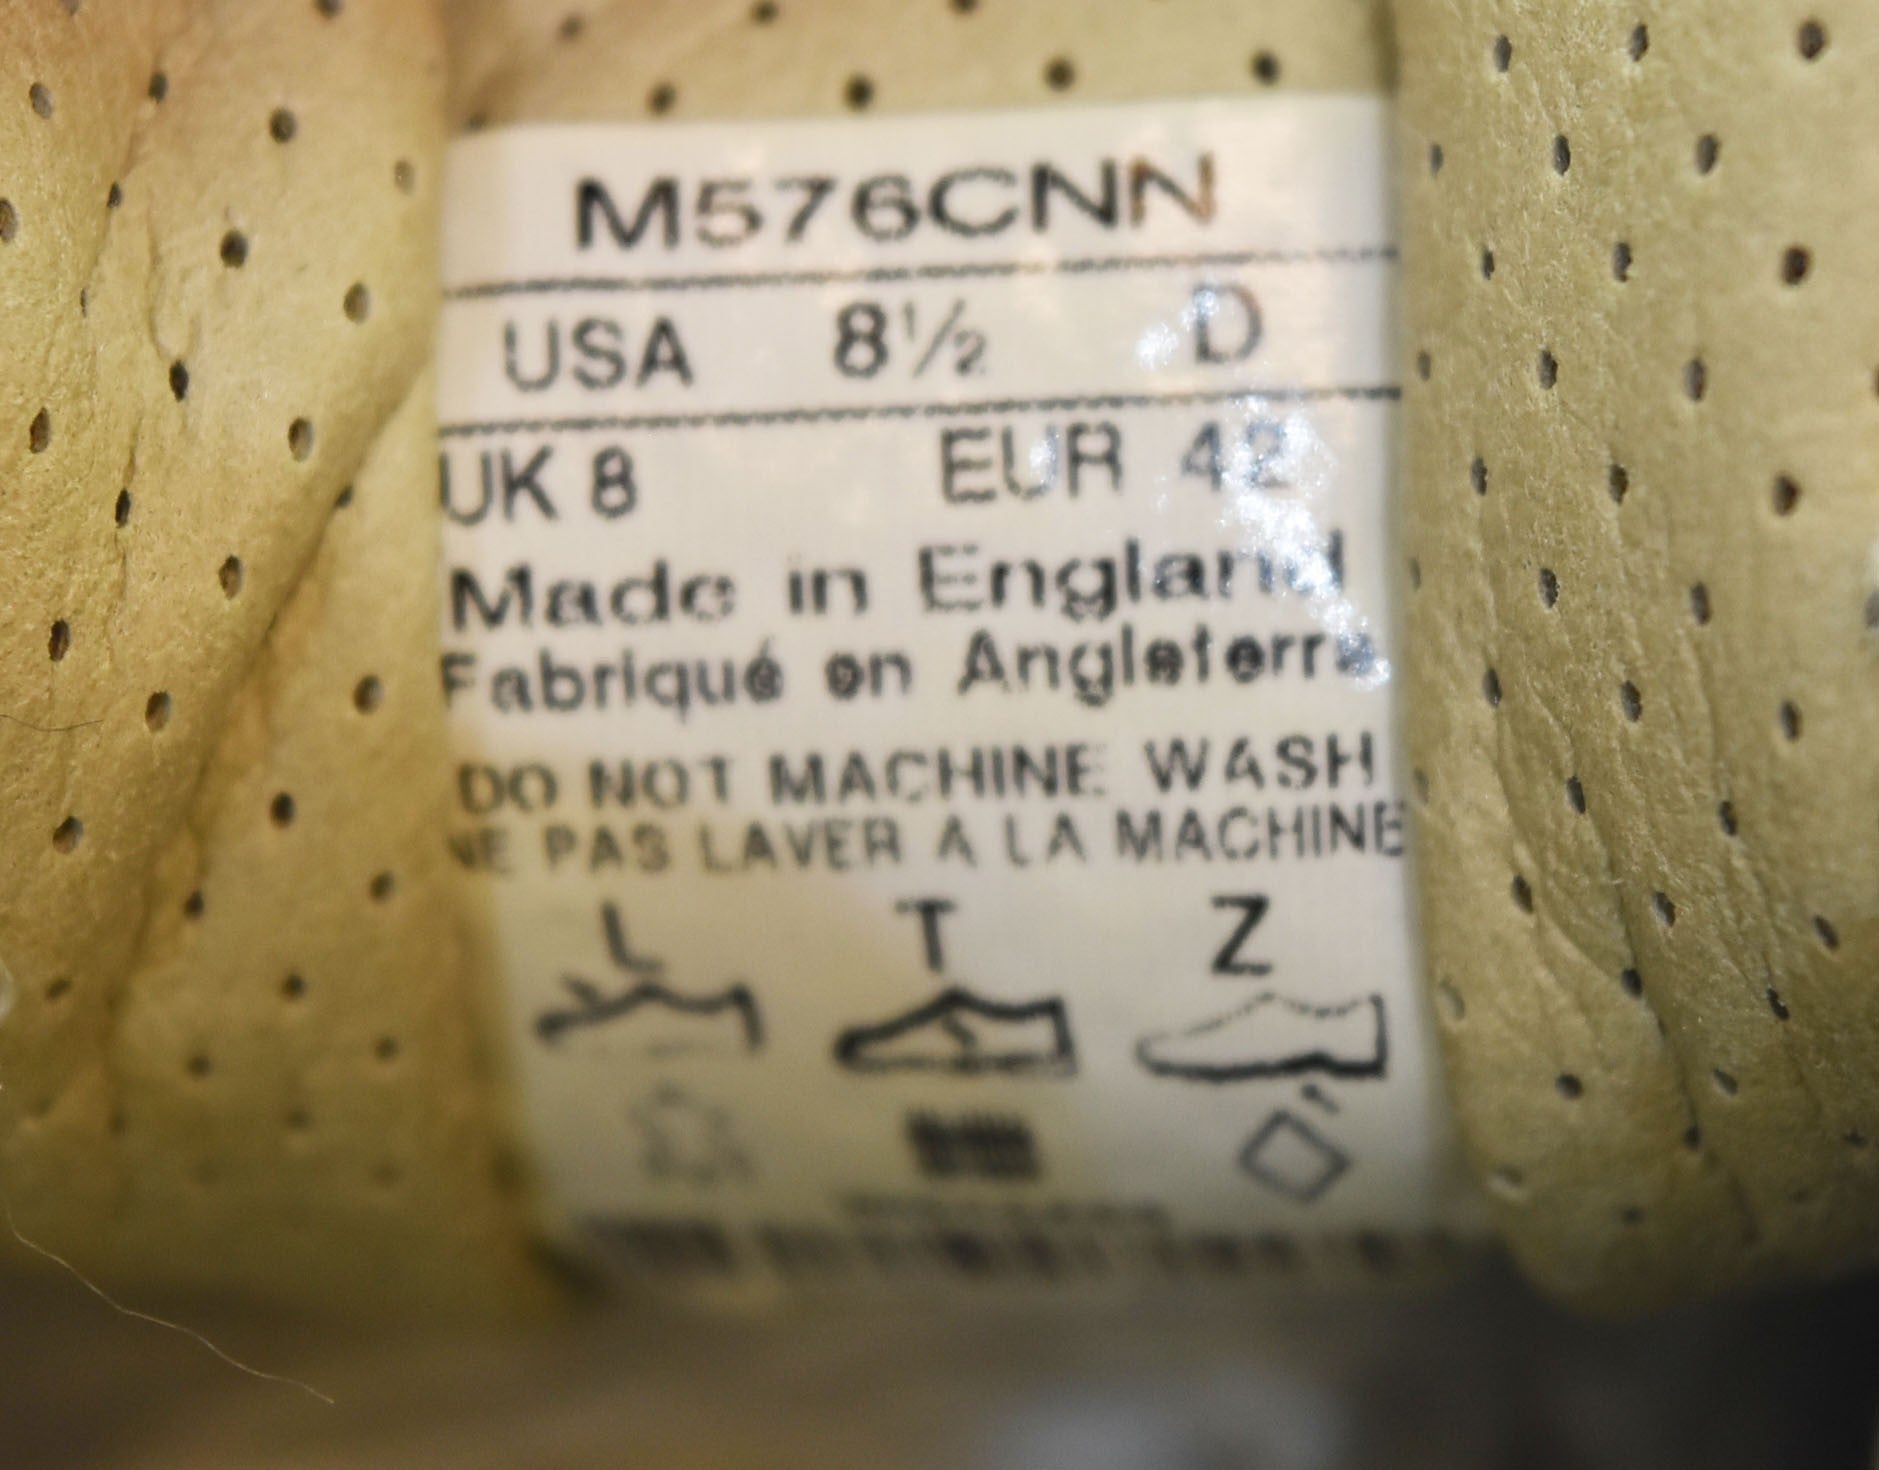 M576CNN
USA 8½ D
UK 8 EUR 42
Made in England
Fabriqué en Angleterre
DO NOT MACHINE WASH
NE PAS LAVER A LA MACHINE
L T Z